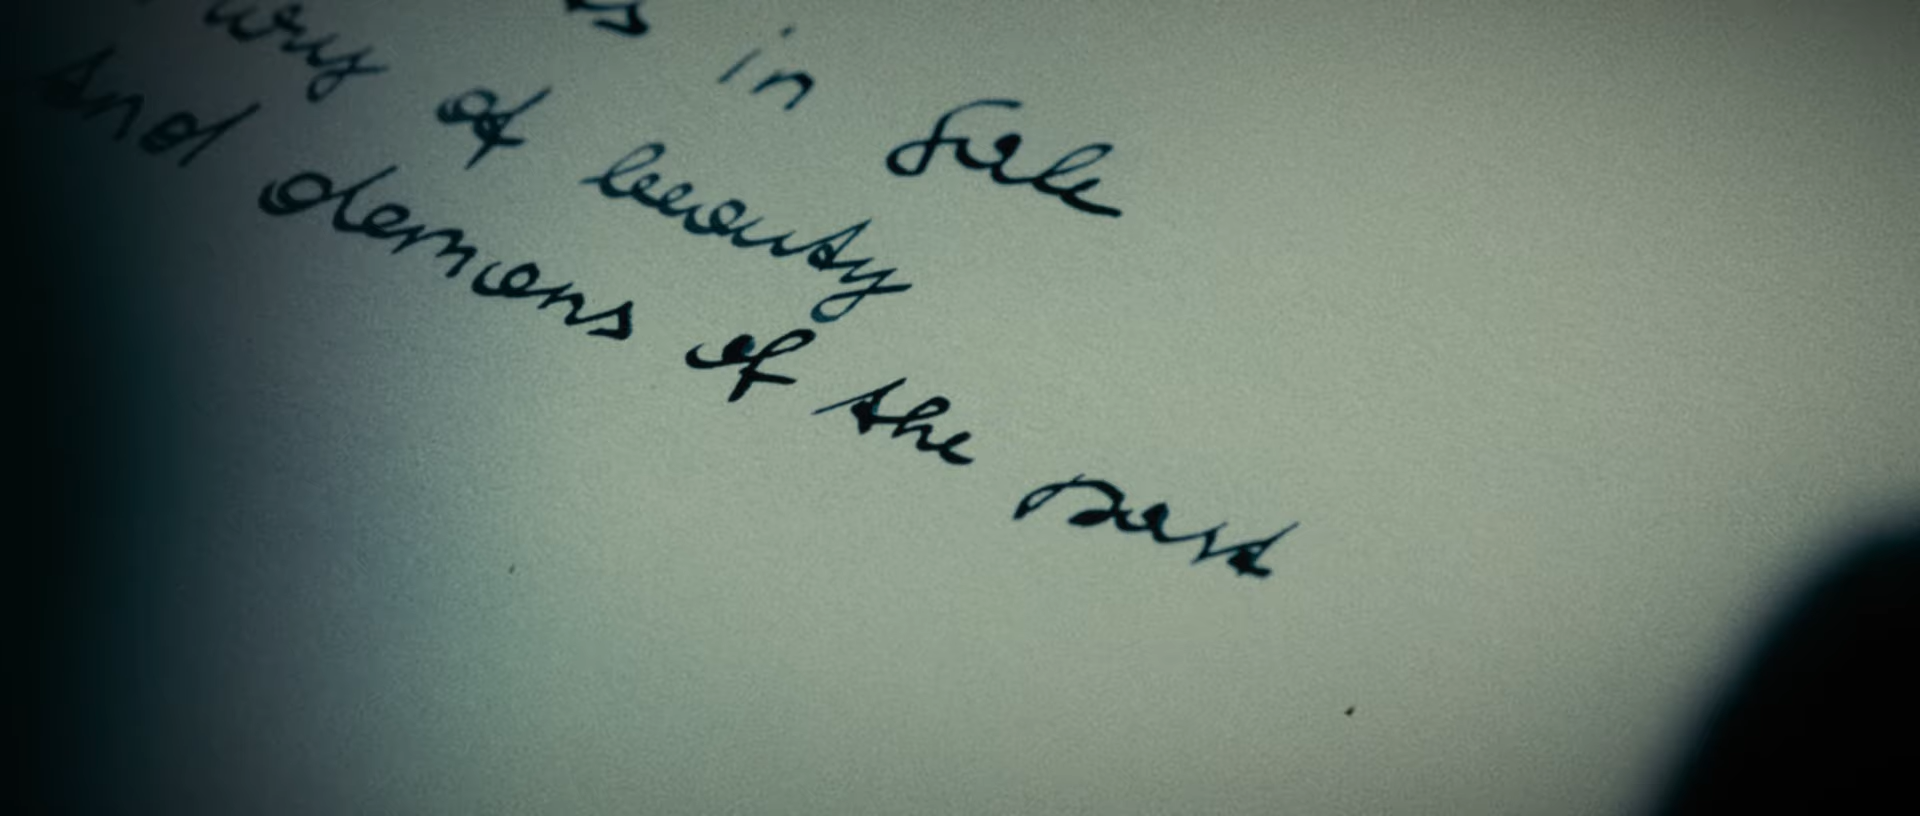 in fate
of beauty
and demons of the past